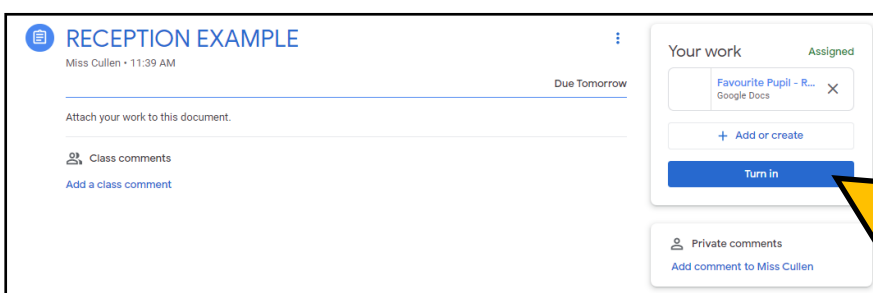 RECEPTION EXAMPLE
Miss Cullen • 11:39 AM
Due Tomorrow
Attach your work to this document.
Class comments
Add a class comment
Your work
Assigned
Favourite Pupil - R...
Google Docs
+ Add or create
Turn in
Private comments
Add comment to Miss Cullen